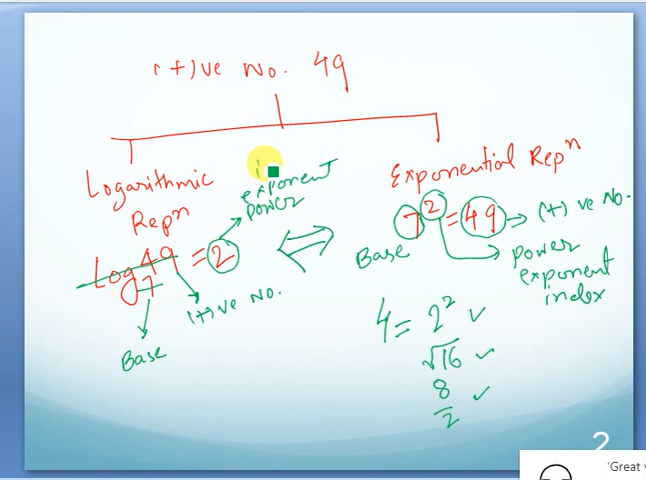 (+)ve No. 49
Logarithmic
Repⁿ
i
exponent
power
Log₇49 = 2
Base
(+)ve No.
⇔
Exponential Repⁿ
7² = 49 → (+) ve No.
Base
power
exponent
index
4 = 2² ✓
√16 ✓
8/2 ✓
2
'Great